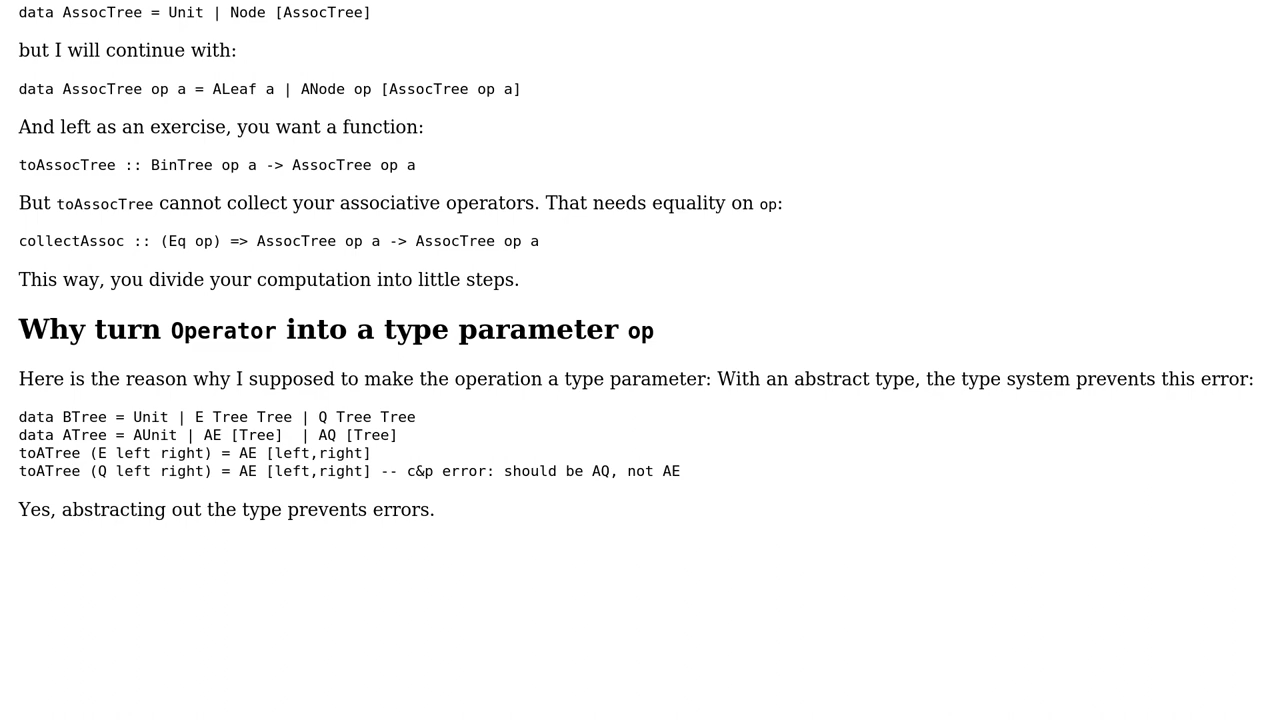 data AssocTree = Unit | Node [AssocTree]
but I will continue with:
data AssocTree op a = ALeaf a | ANode op [AssocTree op a]
And left as an exercise, you want a function:
toAssocTree :: BinTree op a -> AssocTree op a
But toAssocTree cannot collect your associative operators. That needs equality on op:
collectAssoc :: (Eq op) => AssocTree op a -> AssocTree op a
This way, you divide your computation into little steps.
Why turn Operator into a type parameter op
Here is the reason why I supposed to make the operation a type parameter: With an abstract type, the type system prevents this error:
data BTree = Unit | E Tree Tree | Q Tree Tree
data ATree = AUnit | AE [Tree]  | AQ [Tree]
toATree (E left right) = AE [left,right]
toATree (Q left right) = AE [left,right] -- c&p error: should be AQ, not AE
Yes, abstracting out the type prevents errors.